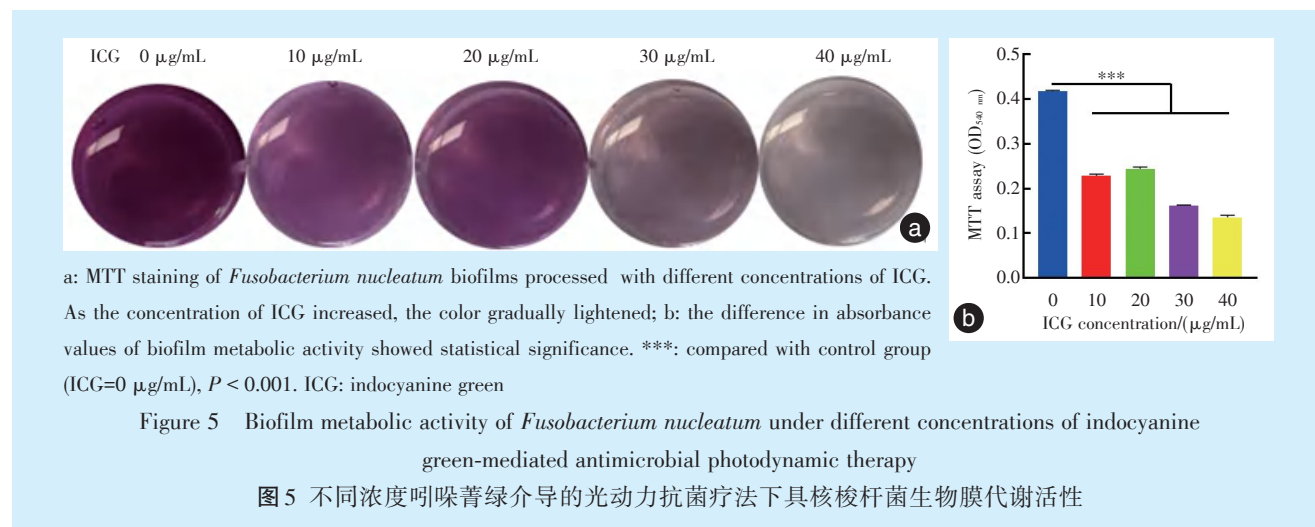 ICG 0 μg/mL 10 μg/mL 20 μg/mL 30 μg/mL 40 μg/mL
a
0.5
0.4
0.3
0.2
0.1
0.0
MTT assay (OD540 nm)
***
0 10 20 30 40
ICG concentration/(μg/mL)
b
a: MTT staining of Fusobacterium nucleatum biofilms processed with different concentrations of ICG.
As the concentration of ICG increased, the color gradually lightened; b: the difference in absorbance
values of biofilm metabolic activity showed statistical significance. ***: compared with control group
(ICG=0 μg/mL), P < 0.001. ICG: indocyanine green
Figure 5 Biofilm metabolic activity of Fusobacterium nucleatum under different concentrations of indocyanine
green-mediated antimicrobial photodynamic therapy
图5 不同浓度吲哚菁绿介导的光动力抗菌疗法下具核梭杆菌生物膜代谢活性